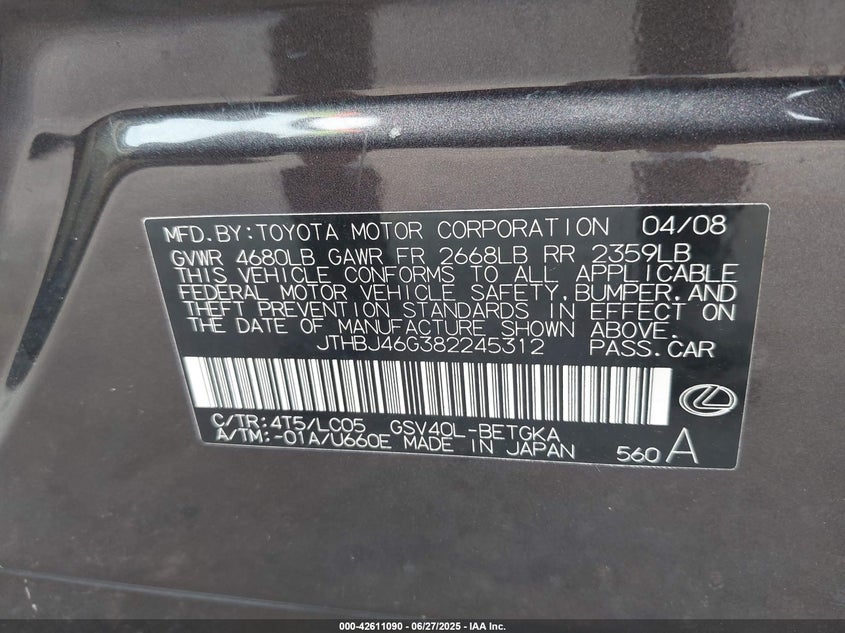 MFD.BY:TOYOTA MOTOR CORPORATION 04/08
GVWR 4680LB GAWR FR 2668LB RR 2359LB
THIS VEHICLE CONFORMS TO ALL APPLICABLE
FEDERAL MOTOR VEHICLE SAFETY,BUMPER,AND
THEFT PREVENTION STANDARDS IN EFFECT ON
THE DATE OF MANUFACTURE SHOWN ABOVE.
JTHBJ46G382245312 PASS.CAR
C/TR:4T5/LC05 GSV40L-BETGKA
A/TM:-01A/U660E MADE IN JAPAN 560 A
000-42611090 - 06/27/2025 - IAA Inc.